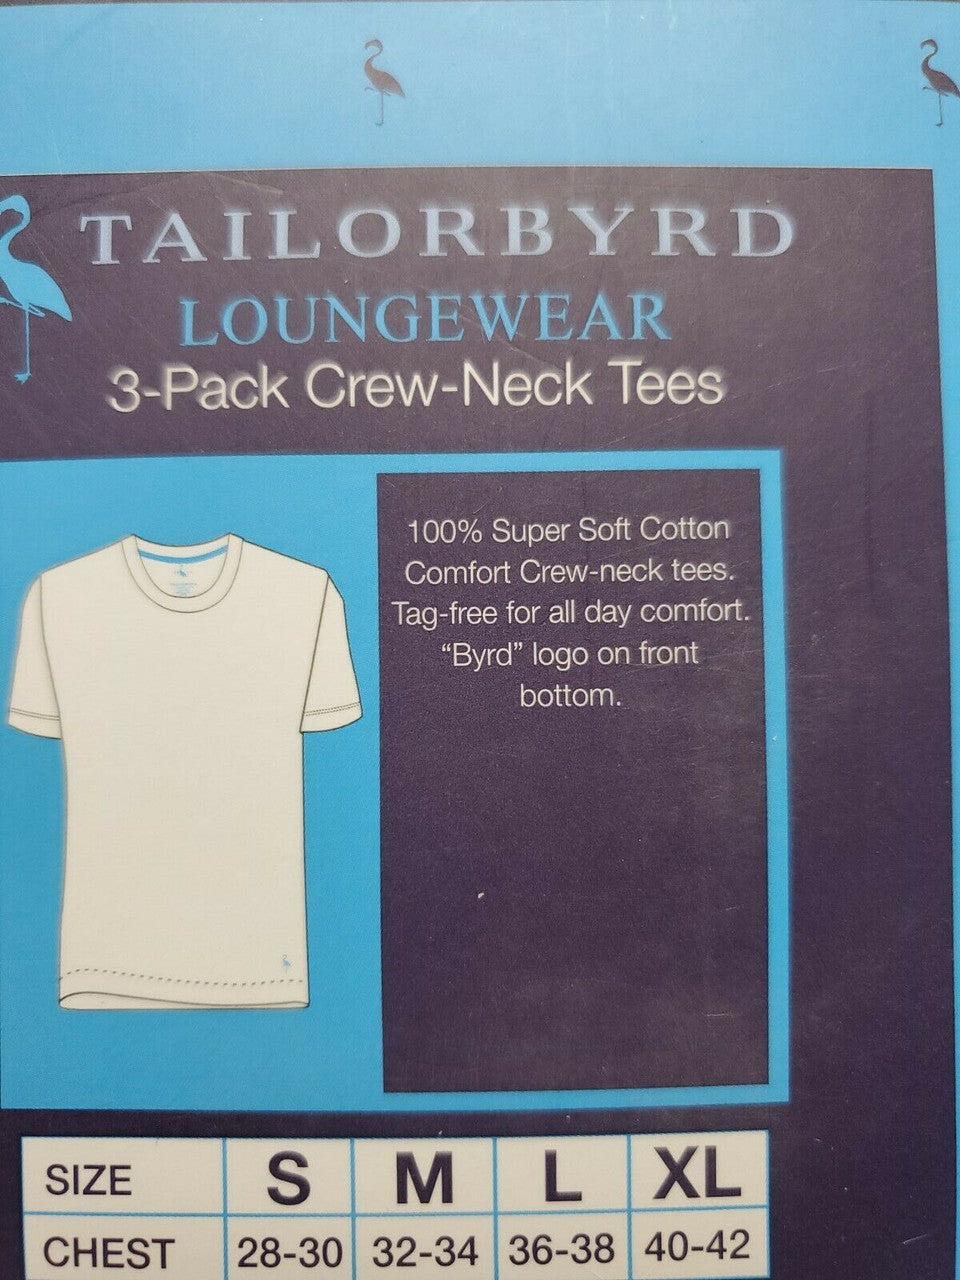 TAILORBYRD
LOUNGEWEAR
3-Pack Crew-Neck Tees
100% Super Soft Cotton
Comfort Crew-neck tees.
Tag-free for all day comfort.
“Byrd” logo on front
bottom.
SIZE S M L XL
CHEST 28-30 32-34 36-38 40-42